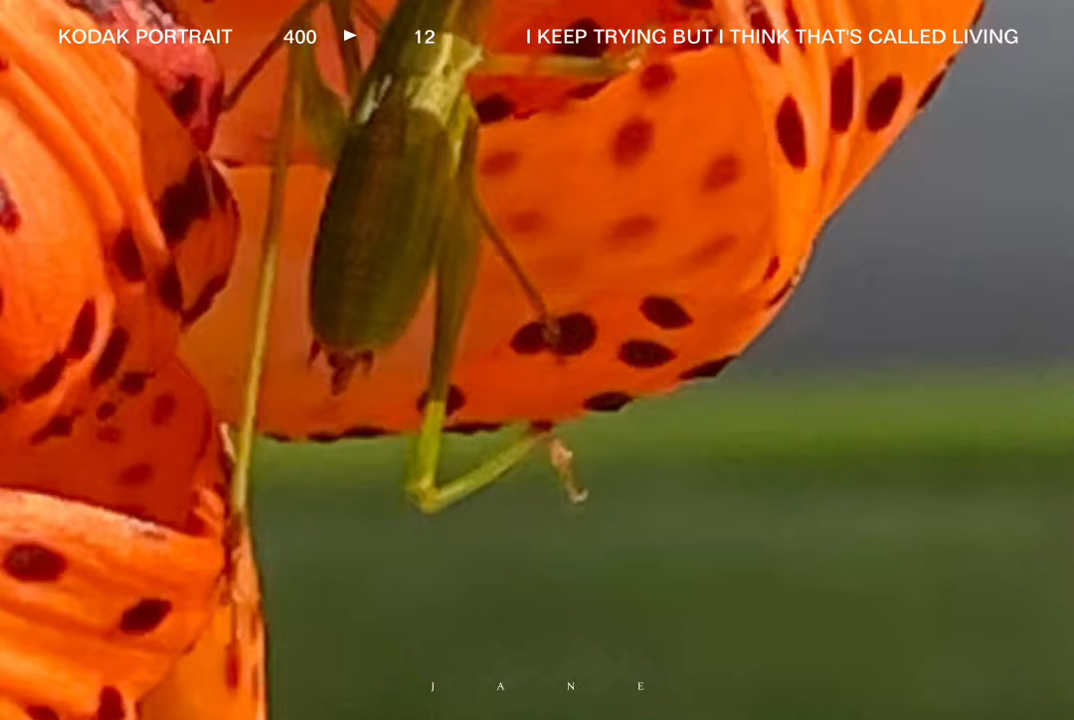 KODAK PORTRAIT 400 ▶ 12 I KEEP TRYING BUT I THINK THAT'S CALLED LIVING
J A N E